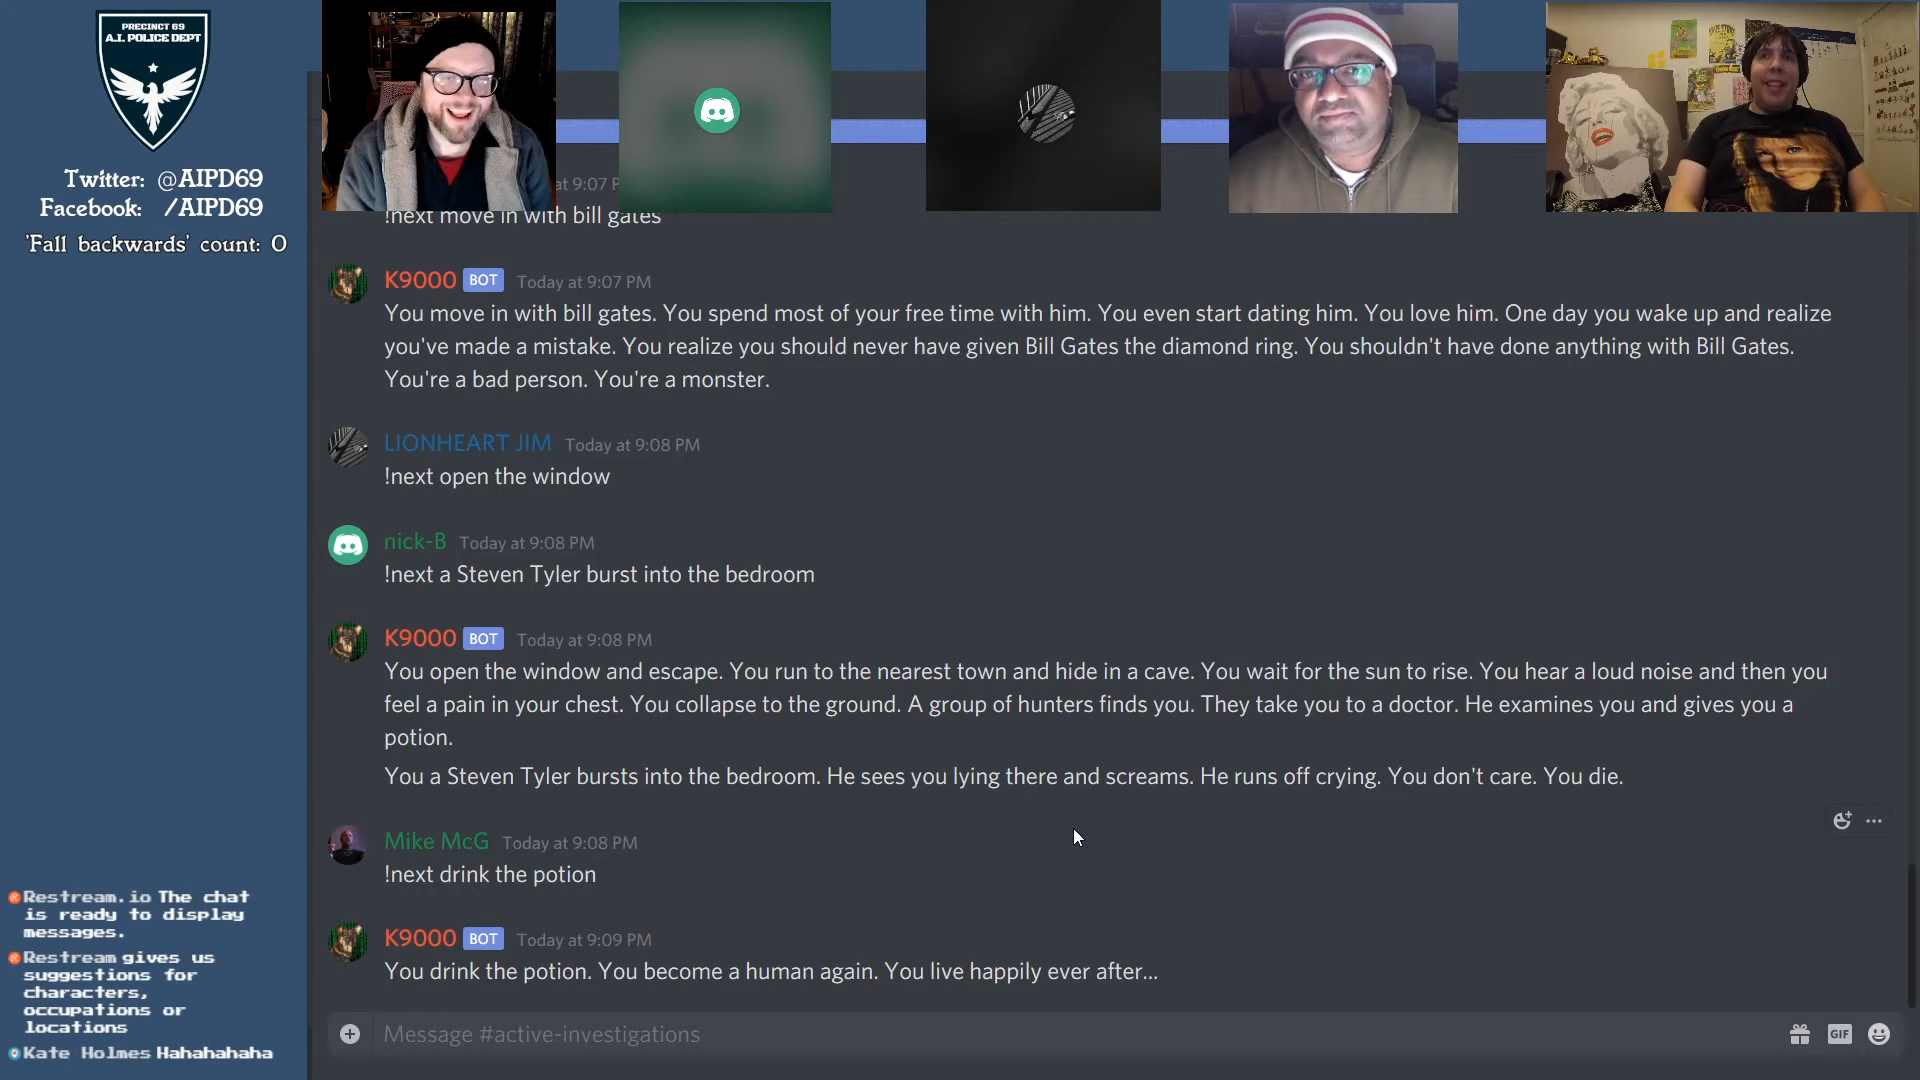 PRECINCT 69
A.I. POLICE DEPT
Twitter: @AIPD69
Facebook: /AIPD69
'Fall backwards' count: 0
at 9:07 P
!next move in with bill gates
K9000 BOT Today at 9:07 PM
You move in with bill gates. You spend most of your free time with him. You even start dating him. You love him. One day you wake up and realize
you've made a mistake. You realize you should never have given Bill Gates the diamond ring. You shouldn't have done anything with Bill Gates.
You're a bad person. You're a monster.
LIONHEART JIM Today at 9:08 PM
!next open the window
nick-B Today at 9:08 PM
!next a Steven Tyler burst into the bedroom
K9000 BOT Today at 9:08 PM
You open the window and escape. You run to the nearest town and hide in a cave. You wait for the sun to rise. You hear a loud noise and then you
feel a pain in your chest. You collapse to the ground. A group of hunters finds you. They take you to a doctor. He examines you and gives you a
potion.
You a Steven Tyler bursts into the bedroom. He sees you lying there and screams. He runs off crying. You don't care. You die.
Mike McG Today at 9:08 PM
!next drink the potion
K9000 BOT Today at 9:09 PM
You drink the potion. You become a human again. You live happily ever after...
Message #active-investigations
GIF
Restream.io The chat
is ready to display
messages.
Restream gives us
suggestions for
characters,
occupations or
locations
Kate Holmes Hahahahaha